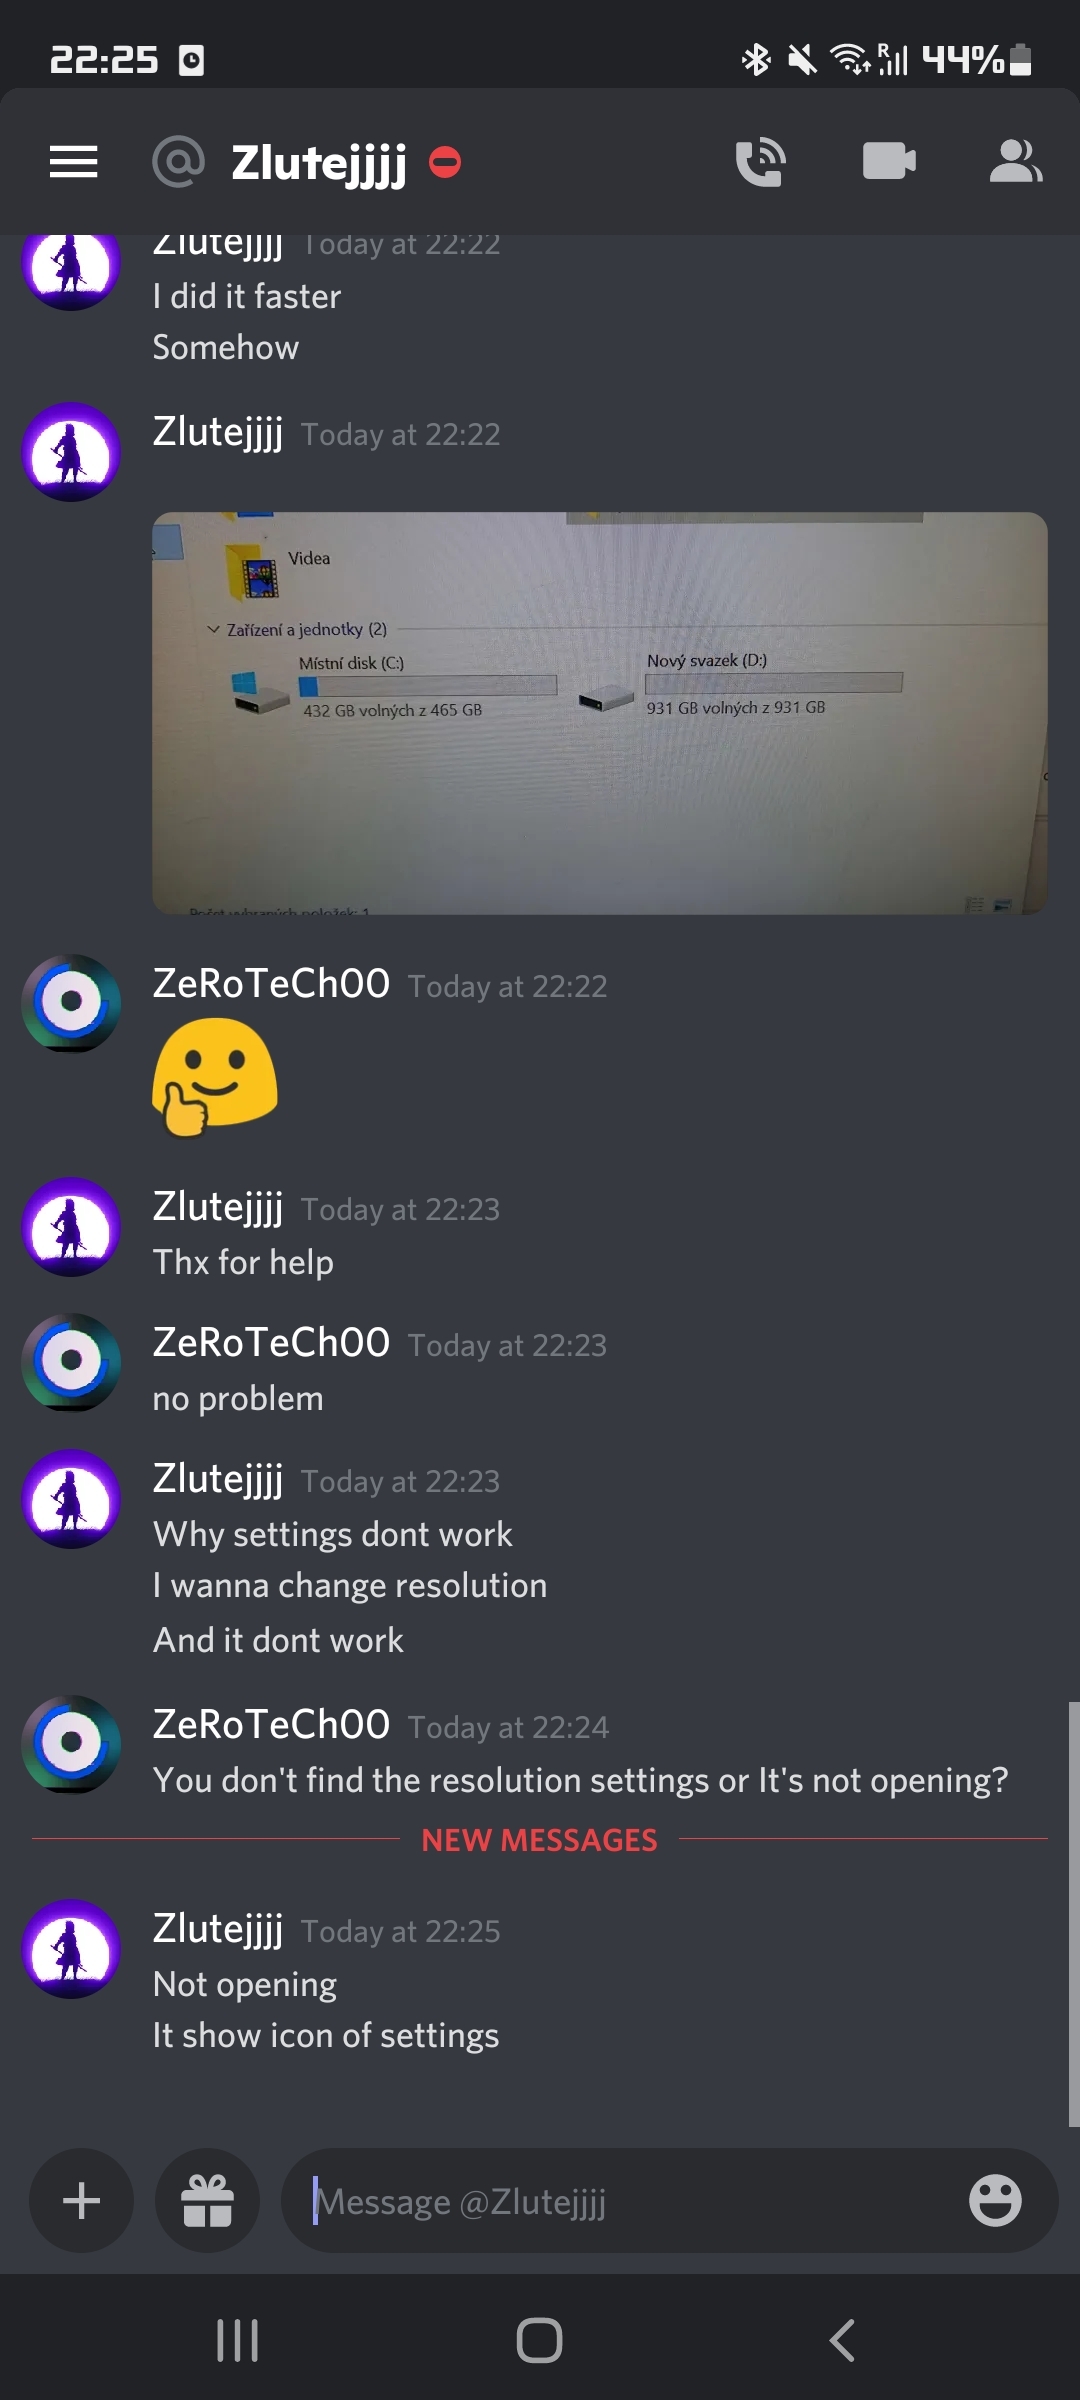 22:25
R
44%
@ Zlutejjjj
Zlutejjjj Today at 22:22
I did it faster
Somehow
Zlutejjjj Today at 22:22
Videa
Zařízení a jednotky (2)
Místní disk (C:)
432 GB volných z 465 GB
Nový svazek (D:)
931 GB volných z 931 GB
Počet vybraných položek: 1
ZeRoTeCh00 Today at 22:22
Zlutejjjj Today at 22:23
Thx for help
ZeRoTeCh00 Today at 22:23
no problem
Zlutejjjj Today at 22:23
Why settings dont work
I wanna change resolution
And it dont work
ZeRoTeCh00 Today at 22:24
You don't find the resolution settings or It's not opening?
NEW MESSAGES
Zlutejjjj Today at 22:25
Not opening
It show icon of settings
Message @Zlutejjjj